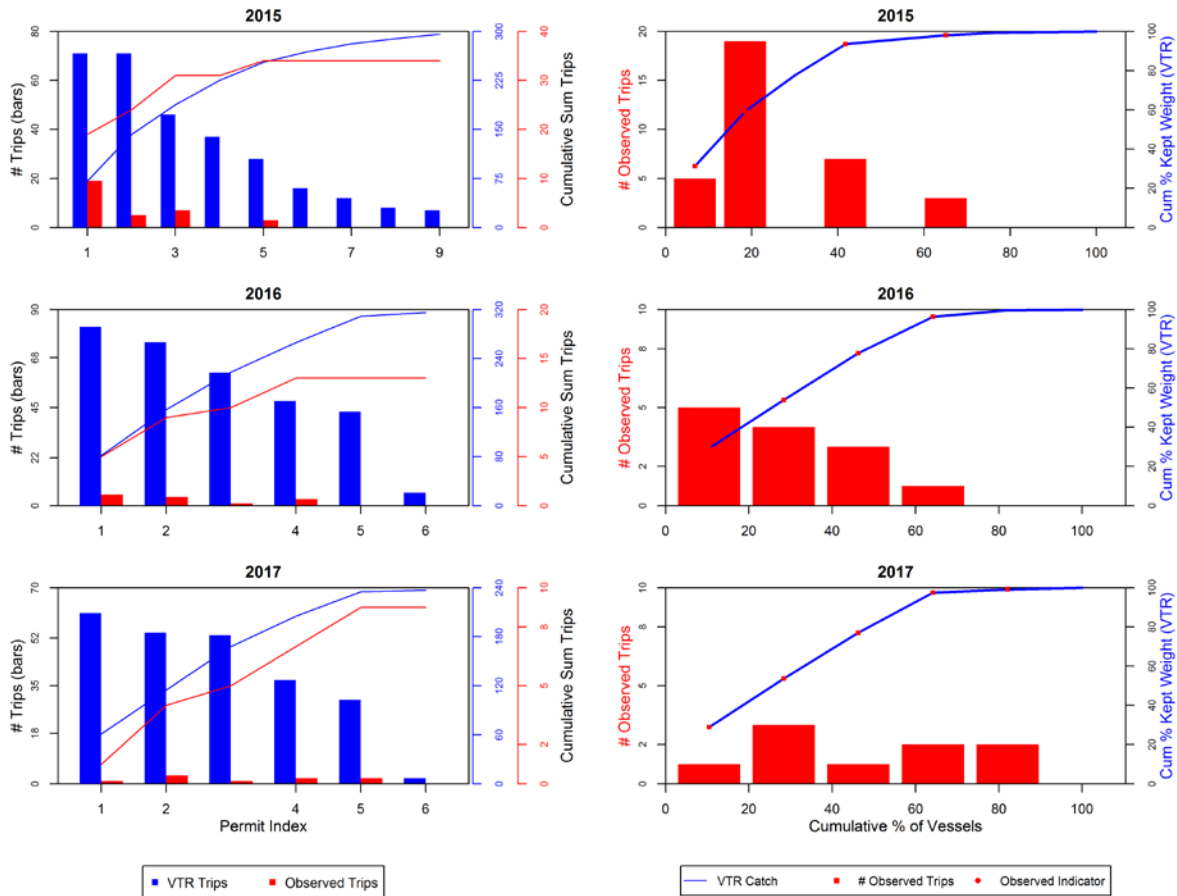 2015
# Trips (bars)
0 20 40 60 80
1 3 5 7 9
0 75 150 225 300
0 10 20 30 40
Cumulative Sum Trips
2015
# Observed Trips
0 5 10 15 20
0 20 40 60 80 100
0 20 40 60 80 100
Cum % Kept Weight (VTR)
2016
# Trips (bars)
0 22 45 68 90
1 2 4 5 6
0 80 160 240 320
0 5 10 15 20
Cumulative Sum Trips
2016
# Observed Trips
0 2 5 8 10
0 20 40 60 80 100
0 20 40 60 80 100
Cum % Kept Weight (VTR)
2017
# Trips (bars)
0 18 35 52 70
1 2 4 5 6
Permit Index
0 60 120 180 240
0 2 5 8 10
Cumulative Sum Trips
2017
# Observed Trips
0 2 5 8 10
0 20 40 60 80 100
Cumulative % of Vessels
0 20 40 60 80 100
Cum % Kept Weight (VTR)
VTR Trips Observed Trips
VTR Catch # Observed Trips Observed Indicator